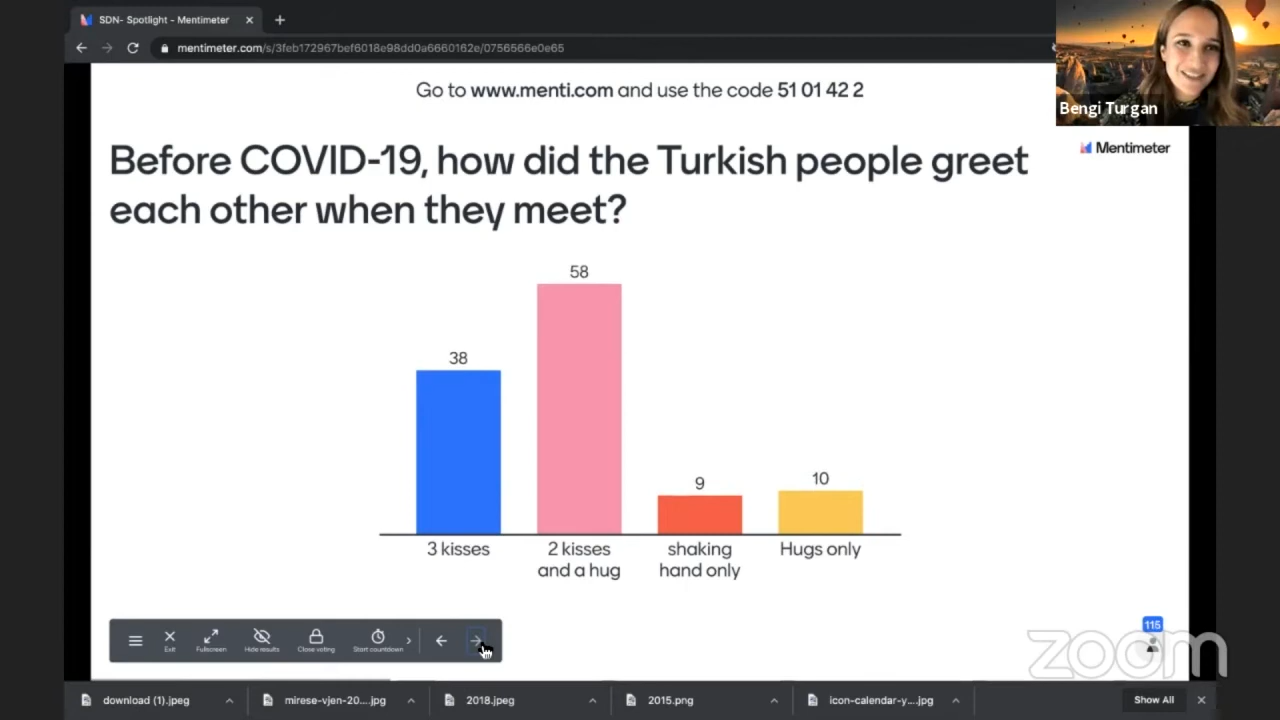 SDN- Spotlight - Mentimeter
mentimeter.com/s/3feb172967bef6018e98dd0a6660162e/0756566e0e65
Bengi Turgan
Go to www.menti.com and use the code 51 01 42 2
Mentimeter
Before COVID-19, how did the Turkish people greet
each other when they meet?
58
38
9
10
3 kisses
2 kisses
and a hug
shaking
hand only
Hugs only
Exit
Fullscreen
Hide results
Close voting
Start countdown
115
zoom
download (1).jpeg
mirese-vjen-20....jpg
2018.jpeg
2015.png
icon-calendar-y....jpg
Show All